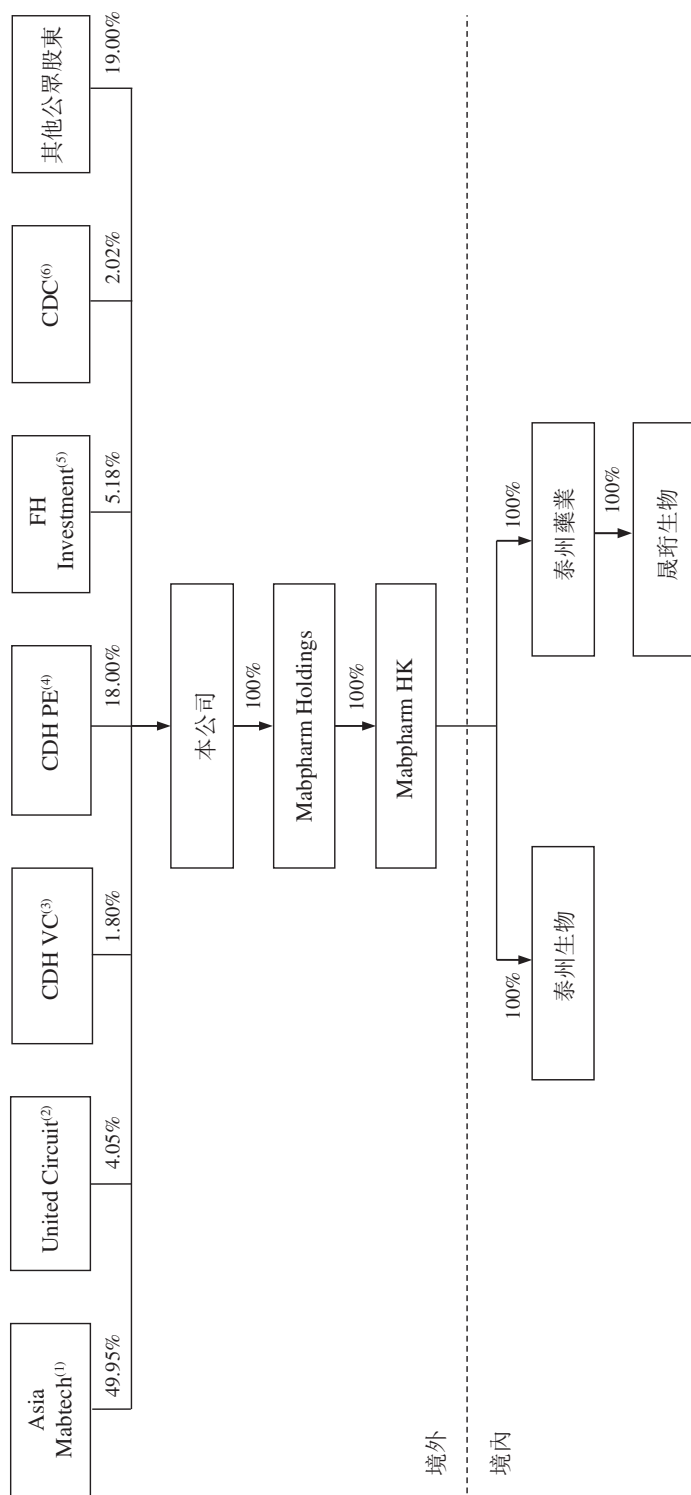 Asia
Mabtech(1)
United Circuit(2)
CDH VC(3)
CDH PE(4)
FH
Investment(5)
CDC(6)
其他公眾股東
49.95%
4.05%
1.80%
18.00%
5.18%
2.02%
19.00%
本公司
100%
Mabpharm Holdings
100%
Mabpharm HK
境外
境內
100%
100%
泰州生物
泰州藥業
100%
晟珩生物